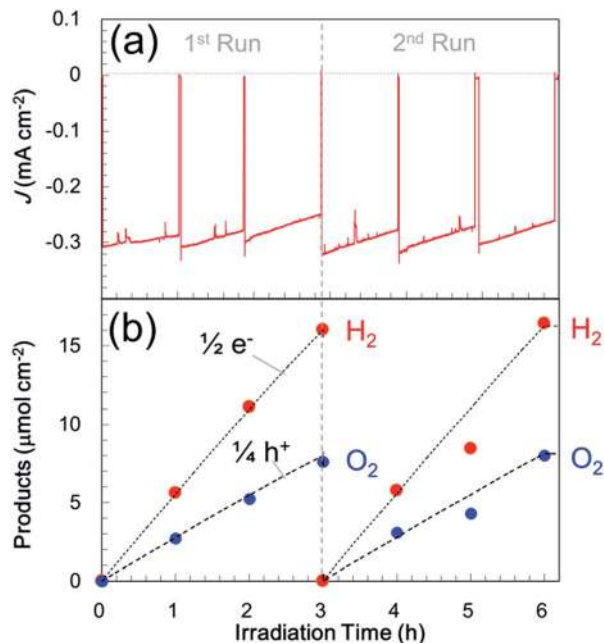 (a)
1st Run
2nd Run
0.1
0
-0.1
-0.2
-0.3
J (mA cm-2)
(b)
½ e-
H2
H2
¼ h+
O2
O2
15
10
5
0
Products (μmol cm-2)
0 1 2 3 4 5 6
Irradiation Time (h)